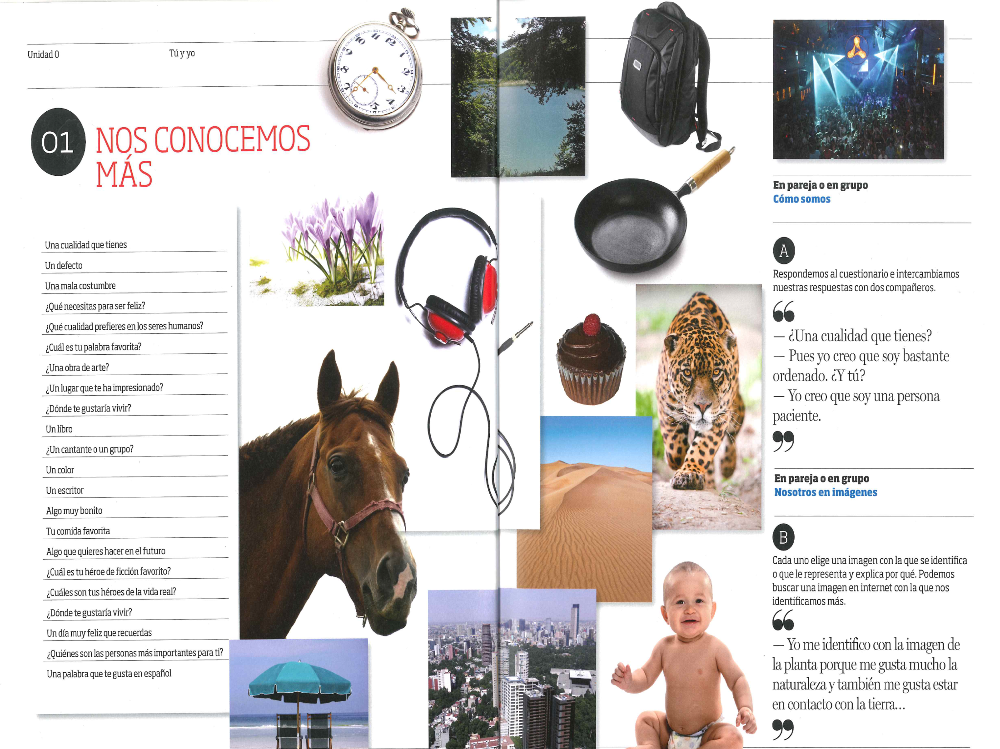 Unidad 0
Tú y yo
01
NOS CONOCEMOS
MÁS
Una cualidad que tienes
Un defecto
Una mala costumbre
¿Qué necesitas para ser feliz?
¿Qué cualidad prefieres en los seres humanos?
¿Cuál es tu palabra favorita?
¿Una obra de arte?
¿Un lugar que te ha impresionado?
¿Dónde te gustaría vivir?
Un libro
¿Un cantante o un grupo?
Un color
Un escritor
Algo muy bonito
Tu comida favorita
Algo que quieres hacer en el futuro
¿Cuál es tu héroe de ficción favorito?
¿Cuáles son tus héroes de la vida real?
¿Dónde te gustaría vivir?
Un día muy feliz que recuerdas
¿Quiénes son las personas más importantes para ti?
Una palabra que te gusta en español
En pareja o en grupo
Cómo somos
A
Respondemos al cuestionario e intercambiamos
nuestras respuestas con dos compañeros.
“
— ¿Una cualidad que tienes?
— Pues yo creo que soy bastante
ordenado. ¿Y tú?
— Yo creo que soy una persona
paciente.
”
En pareja o en grupo
Nosotros en imágenes
B
Cada uno elige una imagen con la que se identifica
o que le representa y explica por qué. Podemos
buscar una imagen en internet con la que nos
identificamos más.
“
— Yo me identifico con la imagen de
la planta porque me gusta mucho la
naturaleza y también me gusta estar
en contacto con la tierra...
”